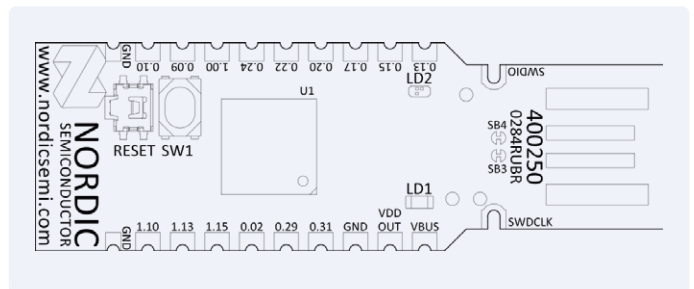 www.nordicsemi.com
NORDIC
SEMICONDUCTOR
GND 0.10 0.09 1.00 0.24 0.22 0.20 0.17 0.15 0.13
SWDIO
LD2
U1
RESET SW1
SB4
SB3
400250
0284RUBR
LD1
GND 1.10 1.13 1.15 0.02 0.29 0.31 GND VDD OUT VBUS
SWDCLK